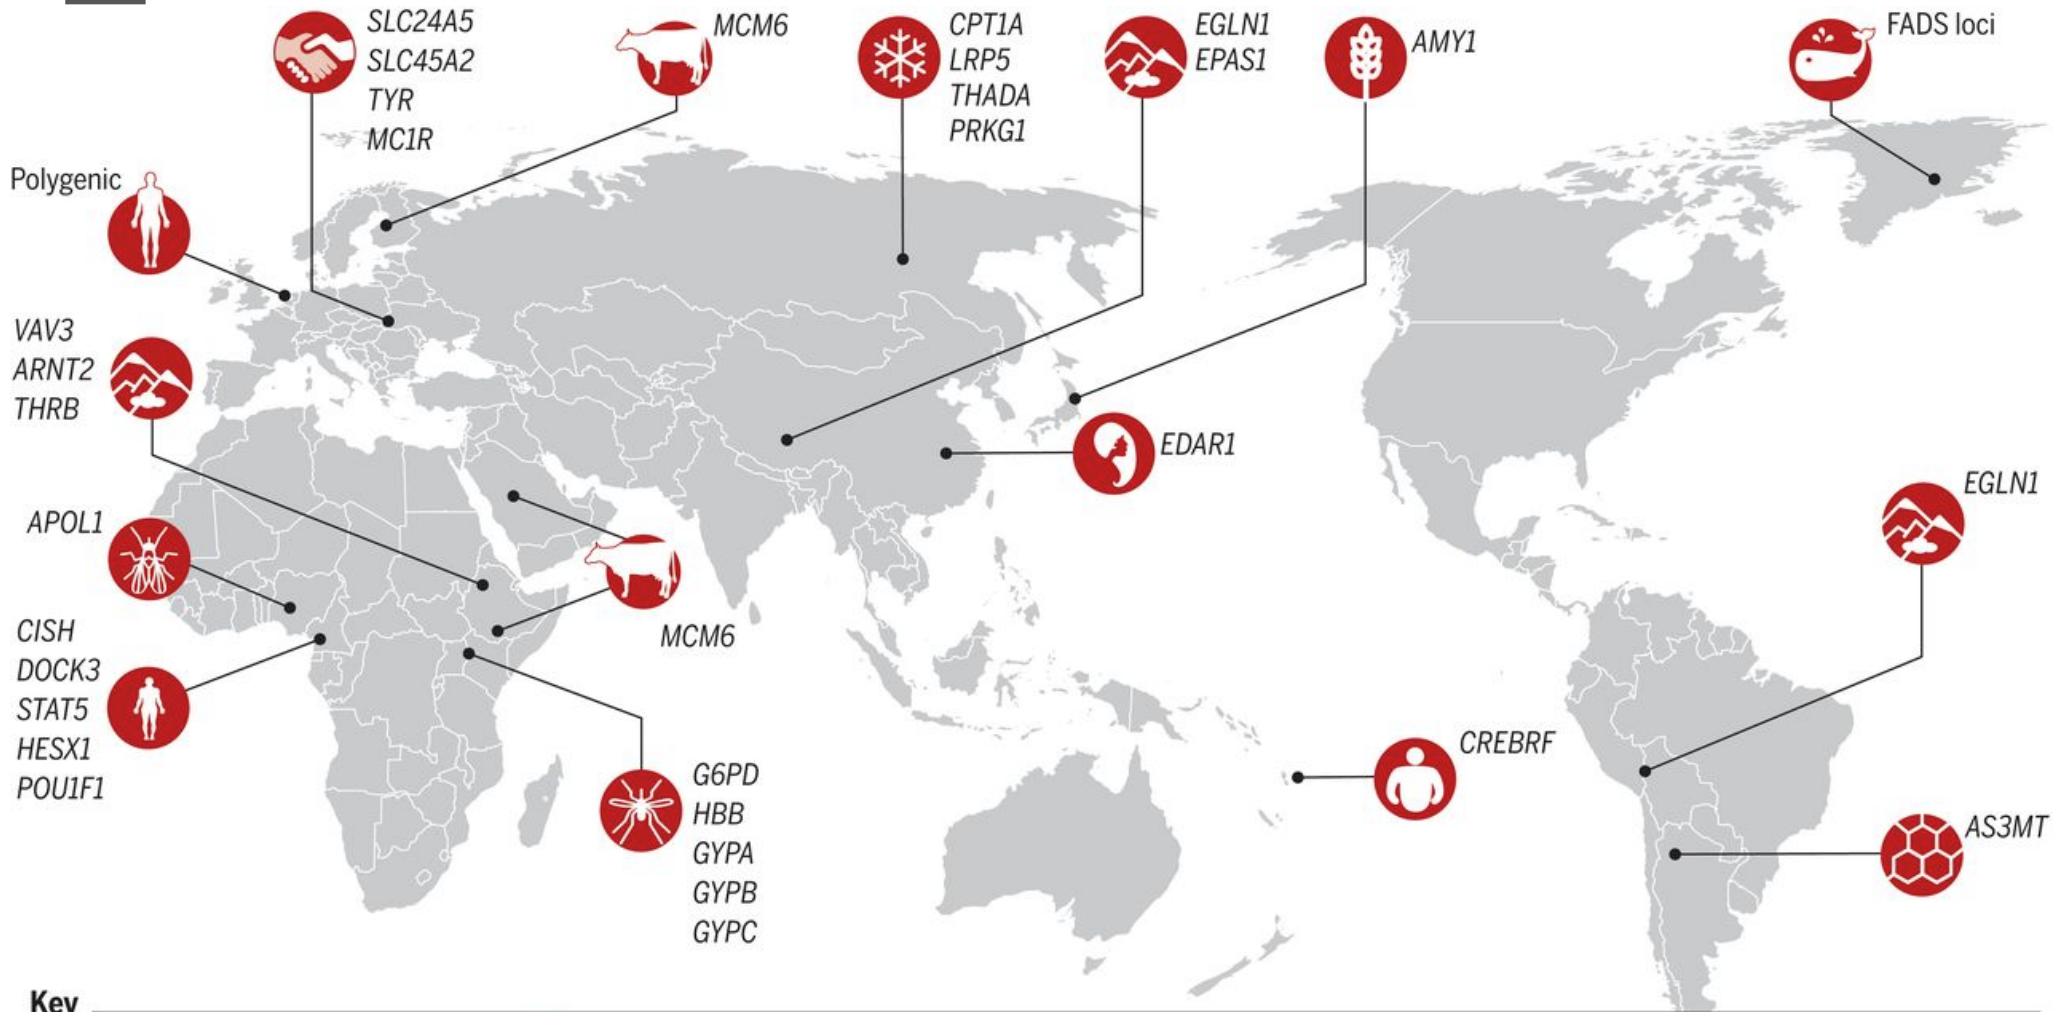 SLC24A5
SLC45A2
TYR
MC1R
MCM6
CPT1A
LRP5
THADA
PRKG1
EGLN1
EPAS1
AMY1
FADS loci
Polygenic
VAV3
ARNT2
THRB
EDAR1
EGLN1
APOL1
MCM6
CISH
DOCK3
STAT5
HESX1
POU1F1
G6PD
HBB
GYPA
GYPB
GYPC
CREBRF
AS3MT
Key